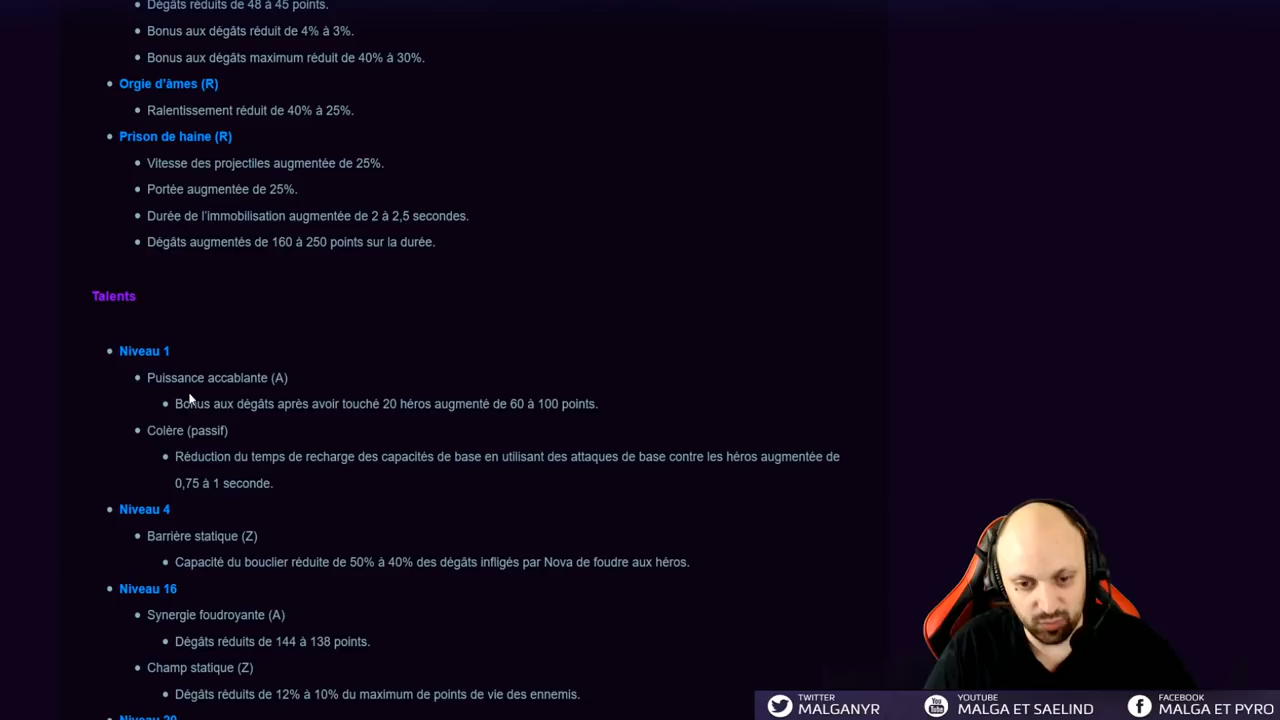 Dégâts réduits de 48 à 45 points.
Bonus aux dégâts réduit de 4% à 3%.
Bonus aux dégâts maximum réduit de 40% à 30%.
Orgie d'âmes (R)
Ralentissement réduit de 40% à 25%.
Prison de haine (R)
Vitesse des projectiles augmentée de 25%.
Portée augmentée de 25%.
Durée de l'immobilisation augmentée de 2 à 2,5 secondes.
Dégâts augmentés de 160 à 250 points sur la durée.
Talents
Niveau 1
Puissance accablante (A)
Bonus aux dégâts après avoir touché 20 héros augmenté de 60 à 100 points.
Colère (passif)
Réduction du temps de recharge des capacités de base en utilisant des attaques de base contre les héros augmentée de
0,75 à 1 seconde.
Niveau 4
Barrière statique (Z)
Capacité du bouclier réduite de 50% à 40% des dégâts infligés par Nova de foudre aux héros.
Niveau 16
Synergie foudroyante (A)
Dégâts réduits de 144 à 138 points.
Champ statique (Z)
Dégâts réduits de 12% à 10% du maximum de points de vie des ennemis.
Niveau 20
TWITTER
MALGANYR
YOUTUBE
MALGA ET SAELIND
FACEBOOK
MALGA ET PYRO